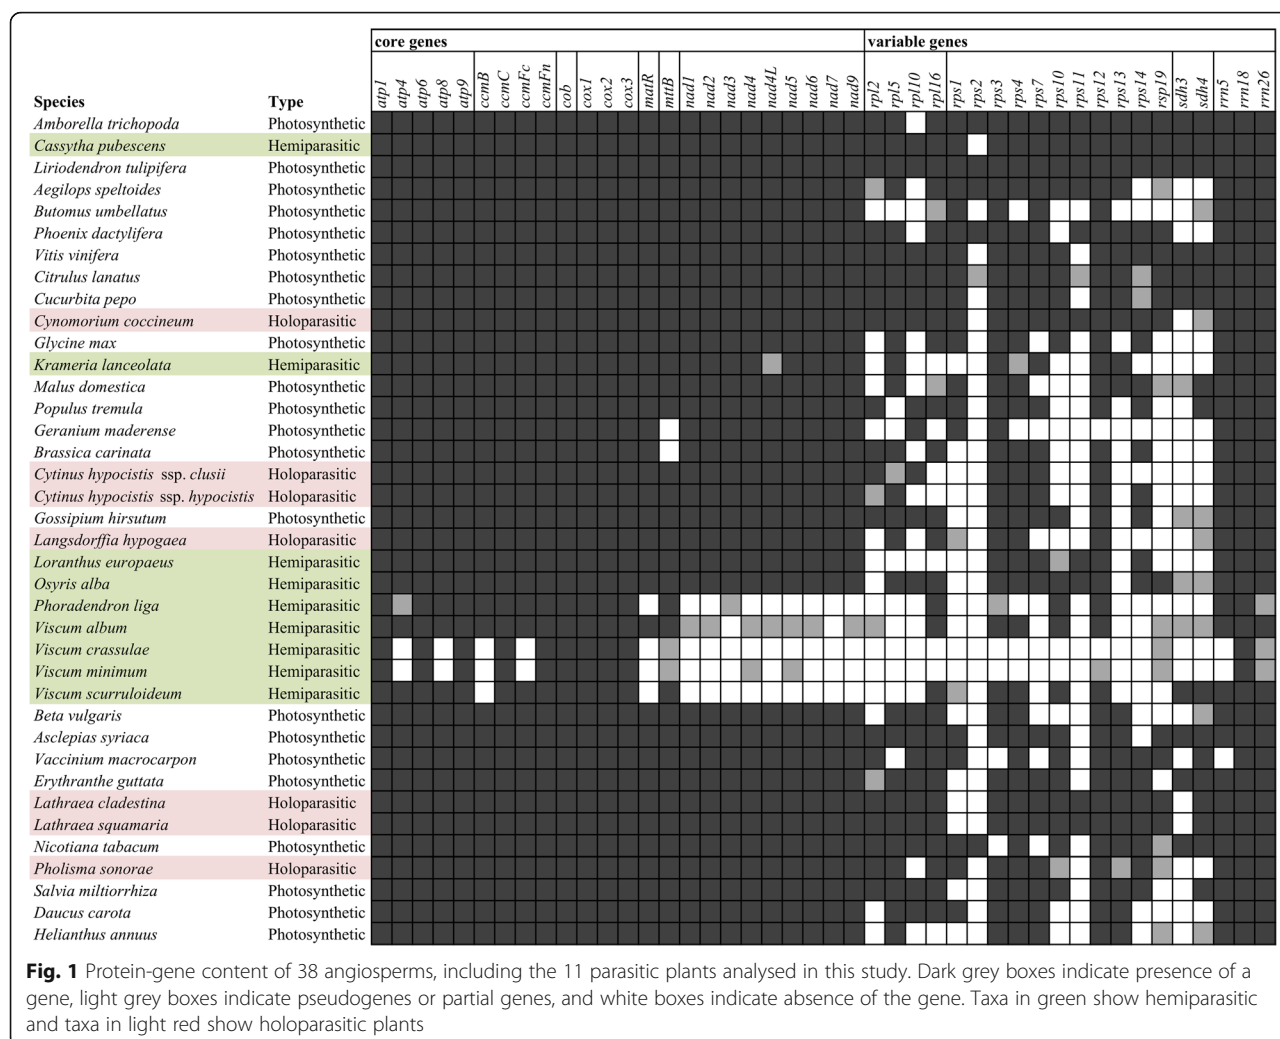 core genes variable genes
Species Type atp1 atp4 atp6 atp8 atp9 ccmB ccmC ccmFc ccmFn cob cox1 cox2 cox3 matR mttB nad1 nad2 nad3 nad4 nad4L nad5 nad6 nad7 nad9 rpl2 rpl5 rpl10 rpl16 rps1 rps2 rps3 rps4 rps7 rps10 rps11 rps12 rps13 rps14 rsp19 sdh3 sdh4 rrn5 rrn18 rrn26
Amborella trichopoda Photosynthetic
Cassytha pubescens Hemiparasitic
Liriodendron tulipifera Photosynthetic
Aegilops speltoides Photosynthetic
Butomus umbellatus Photosynthetic
Phoenix dactylifera Photosynthetic
Vitis vinifera Photosynthetic
Citrulus lanatus Photosynthetic
Cucurbita pepo Photosynthetic
Cynomorium coccineum Holoparasitic
Glycine max Photosynthetic
Krameria lanceolata Hemiparasitic
Malus domestica Photosynthetic
Populus tremula Photosynthetic
Geranium maderense Photosynthetic
Brassica carinata Photosynthetic
Cytinus hypocistis ssp. clusii Holoparasitic
Cytinus hypocistis ssp. hypocistis Holoparasitic
Gossipium hirsutum Photosynthetic
Langsdorffia hypogaea Holoparasitic
Loranthus europaeus Hemiparasitic
Osyris alba Hemiparasitic
Phoradendron liga Hemiparasitic
Viscum album Hemiparasitic
Viscum crassulae Hemiparasitic
Viscum minimum Hemiparasitic
Viscum scurruloideum Hemiparasitic
Beta vulgaris Photosynthetic
Asclepias syriaca Photosynthetic
Vaccinium macrocarpon Photosynthetic
Erythranthe guttata Photosynthetic
Lathraea cladestina Holoparasitic
Lathraea squamaria Holoparasitic
Nicotiana tabacum Photosynthetic
Pholisma sonorae Holoparasitic
Salvia miltiorrhiza Photosynthetic
Daucus carota Photosynthetic
Helianthus annuus Photosynthetic
Fig. 1 Protein-gene content of 38 angiosperms, including the 11 parasitic plants analysed in this study. Dark grey boxes indicate presence of a
gene, light grey boxes indicate pseudogenes or partial genes, and white boxes indicate absence of the gene. Taxa in green show hemiparasitic
and taxa in light red show holoparasitic plants